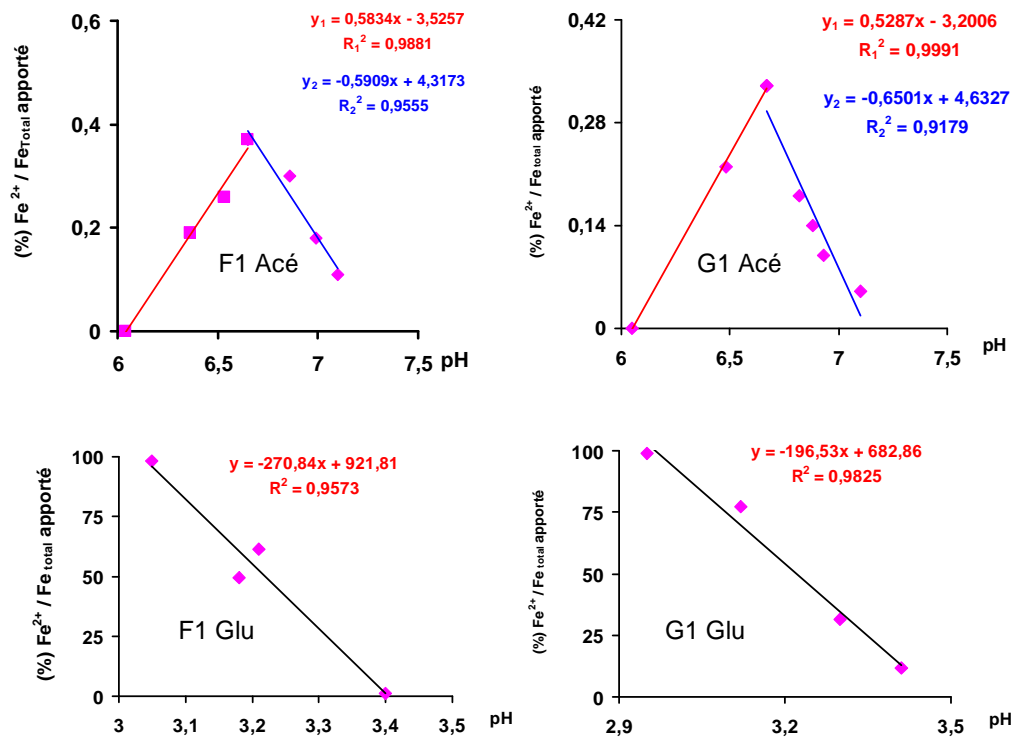 0,6
0,4
0,2
0
6
6,5
7
7,5
pH
(%) Fe²⁺ / Fe_Total apporté
y₁ = 0,5834x - 3,5257
R₁² = 0,9881
y₂ = -0,5909x + 4,3173
R₂² = 0,9555
F1 Acé
0,42
0,28
0,14
0
6
6,5
7
7,5
pH
(%) Fe²⁺ / Fe total apporté
y₁ = 0,5287x - 3,2006
R₁² = 0,9991
y₂ = -0,6501x + 4,6327
R₂² = 0,9179
G1 Acé
100
75
50
25
0
3
3,1
3,2
3,3
3,4
3,5
pH
(%) Fe²⁺ / Fe total apporté
y = -270,84x + 921,81
R² = 0,9573
F1 Glu
100
75
50
25
0
2,9
3,2
3,5
pH
(%) Fe²⁺ / Fe total apporté
y = -196,53x + 682,86
R² = 0,9825
G1 Glu